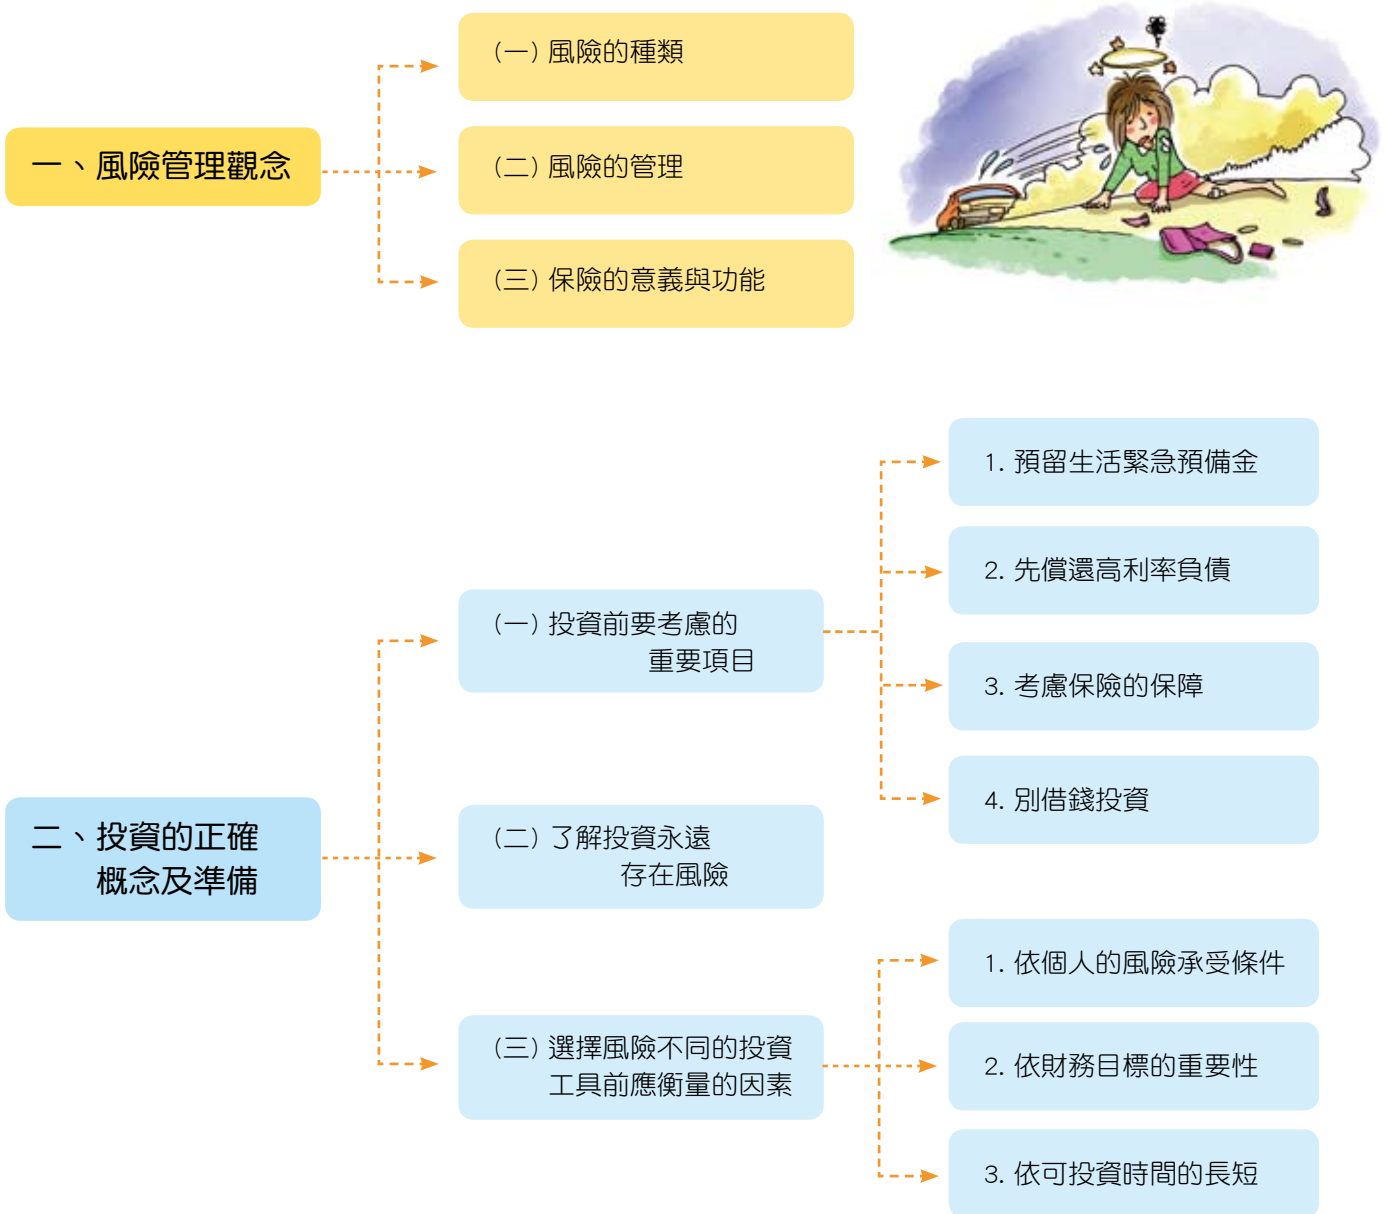 一、風險管理觀念
(一) 風險的種類
(二) 風險的管理
(三) 保險的意義與功能
二、投資的正確
概念及準備
(一) 投資前要考慮的
重要項目
1. 預留生活緊急預備金
2. 先償還高利率負債
3. 考慮保險的保障
4. 別借錢投資
(二) 了解投資永遠
存在風險
(三) 選擇風險不同的投資
工具前應衡量的因素
1. 依個人的風險承受條件
2. 依財務目標的重要性
3. 依可投資時間的長短